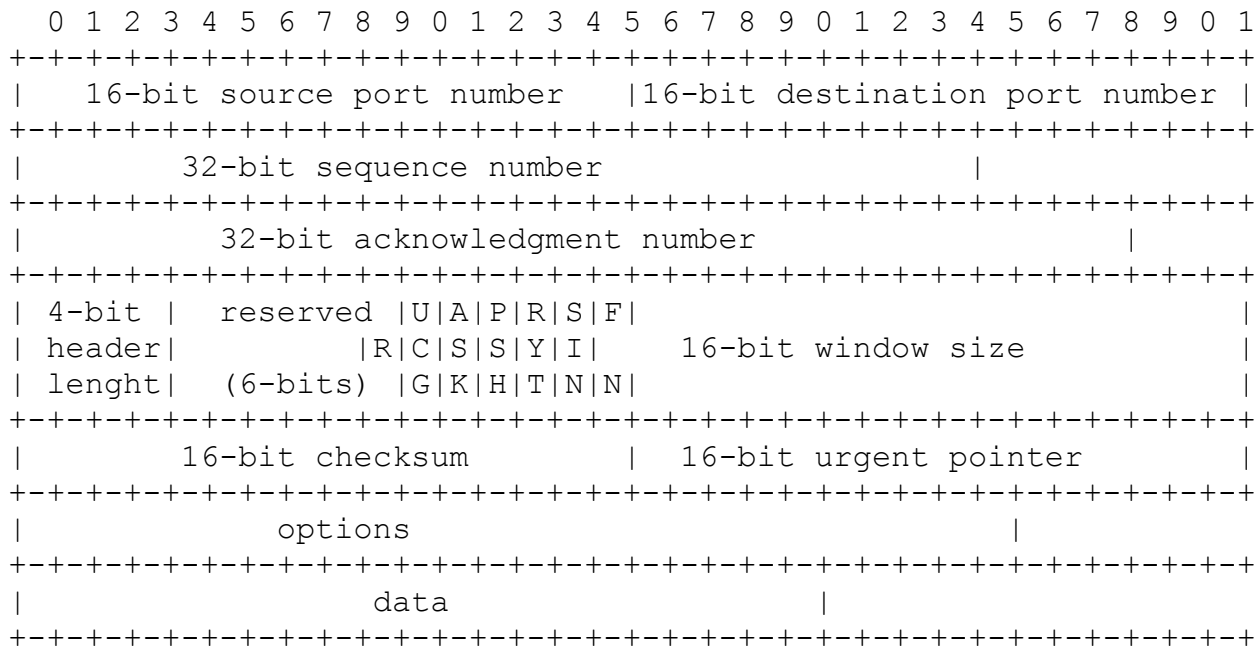 0 1 2 3 4 5 6 7 8 9 0 1 2 3 4 5 6 7 8 9 0 1 2 3 4 5 6 7 8 9 0 1
+-+-+-+-+-+-+-+-+-+-+-+-+-+-+-+-+-+-+-+-+-+-+-+-+-+-+-+-+-+-+-+-+
|   16-bit source port number   |16-bit destination port number |
+-+-+-+-+-+-+-+-+-+-+-+-+-+-+-+-+-+-+-+-+-+-+-+-+-+-+-+-+-+-+-+-+
|        32-bit sequence number                   |
+-+-+-+-+-+-+-+-+-+-+-+-+-+-+-+-+-+-+-+-+-+-+-+-+-+-+-+-+-+-+-+-+
|          32-bit acknowledgment number                   |
+-+-+-+-+-+-+-+-+-+-+-+-+-+-+-+-+-+-+-+-+-+-+-+-+-+-+-+-+-+-+-+-+
| 4-bit |  reserved |U|A|P|R|S|F|                               |
| header|         |R|C|S|S|Y|I|    16-bit window size           |
| lenght|  (6-bits) |G|K|H|T|N|N|                               |
+-+-+-+-+-+-+-+-+-+-+-+-+-+-+-+-+-+-+-+-+-+-+-+-+-+-+-+-+-+-+-+-+
|        16-bit checksum        |  16-bit urgent pointer        |
+-+-+-+-+-+-+-+-+-+-+-+-+-+-+-+-+-+-+-+-+-+-+-+-+-+-+-+-+-+-+-+-+
|             options                               |
+-+-+-+-+-+-+-+-+-+-+-+-+-+-+-+-+-+-+-+-+-+-+-+-+-+-+-+-+-+-+-+-+
|                  data                   |
+-+-+-+-+-+-+-+-+-+-+-+-+-+-+-+-+-+-+-+-+-+-+-+-+-+-+-+-+-+-+-+-+